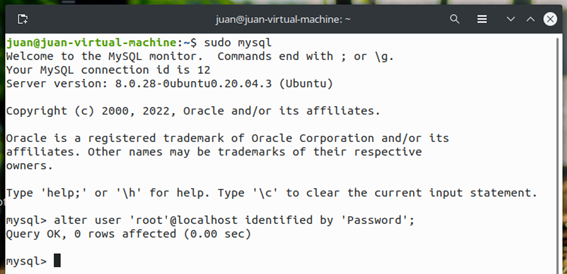 juan@juan-virtual-machine: ~
juan@juan-virtual-machine:~$ sudo mysql
Welcome to the MySQL monitor.  Commands end with ; or \g.
Your MySQL connection id is 12
Server version: 8.0.28-0ubuntu0.20.04.3 (Ubuntu)
Copyright (c) 2000, 2022, Oracle and/or its affiliates.
Oracle is a registered trademark of Oracle Corporation and/or its
affiliates. Other names may be trademarks of their respective
owners.
Type 'help;' or '\h' for help. Type '\c' to clear the current input statement.
mysql> alter user 'root'@localhost identified by 'Password';
Query OK, 0 rows affected (0.00 sec)
mysql>